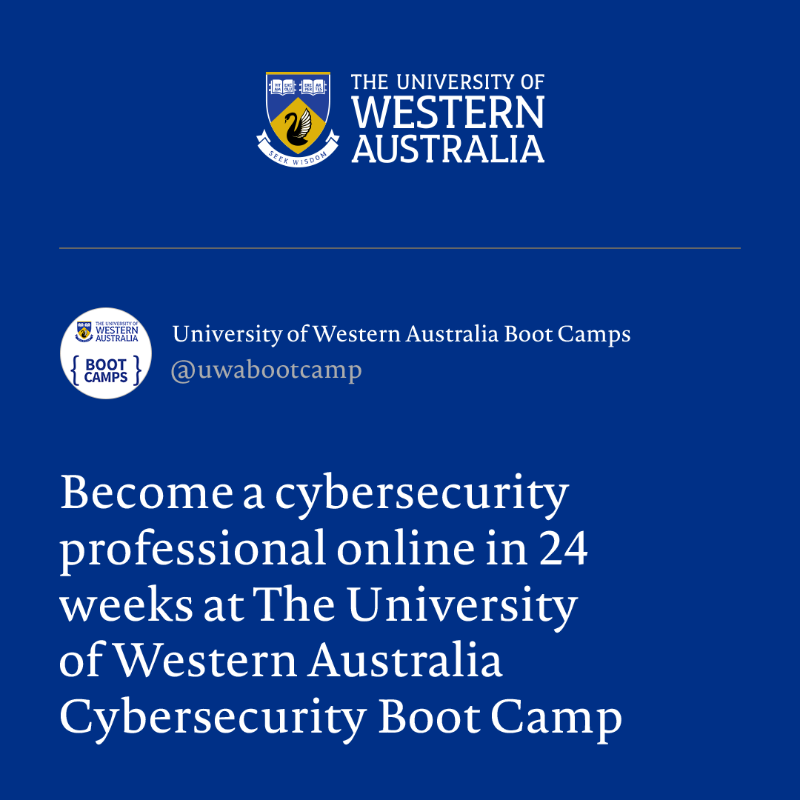 THE UNIVERSITY OF
WESTERN
AUSTRALIA
SEEK WISDOM
THE UNIVERSITY OF
WESTERN
AUSTRALIA
{ BOOT
CAMPS }
University of Western Australia Boot Camps
@uwabootcamp
Become a cybersecurity
professional online in 24
weeks at The University
of Western Australia
Cybersecurity Boot Camp